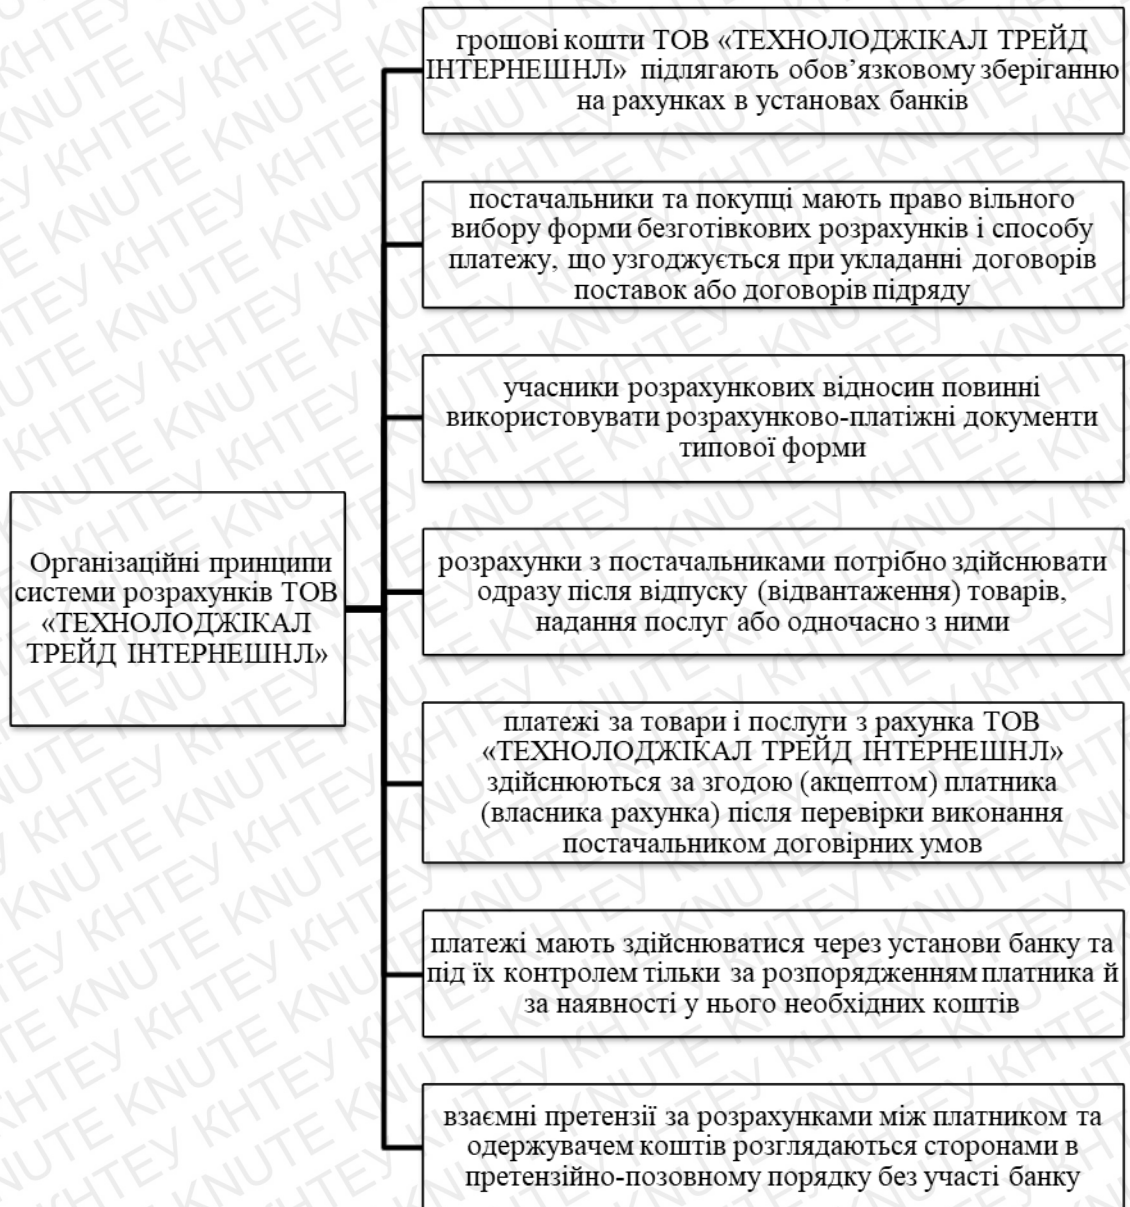 грошові кошти ТОВ «ТЕХНОЛОДЖІКАЛ ТРЕЙД
ІНТЕРНЕШНЛ» підлягають обов’язковому зберіганню
на рахунках в установах банків
постачальники та покупці мають право вільного
вибору форми безготівкових розрахунків і способу
платежу, що узгоджується при укладанні договорів
поставок або договорів підряду
учасники розрахункових відносин повинні
використовувати розрахунково-платіжні документи
типової форми
Організаційні принципи
системи розрахунків ТОВ
«ТЕХНОЛОДЖІКАЛ
ТРЕЙД ІНТЕРНЕШНЛ»
розрахунки з постачальниками потрібно здійснювати
одразу після відпуску (відвантаження) товарів,
надання послуг або одночасно з ними
платежі за товари і послуги з рахунка ТОВ
«ТЕХНОЛОДЖІКАЛ ТРЕЙД ІНТЕРНЕШНЛ»
здійснюються за згодою (акцептом) платника
(власника рахунка) після перевірки виконання
постачальником договірних умов
платежі мають здійснюватися через установи банку та
під їх контролем тільки за розпорядженням платника й
за наявності у нього необхідних коштів
взаємні претензії за розрахунками між платником та
одержувачем коштів розглядаються сторонами в
претензійно-позовному порядку без участі банку